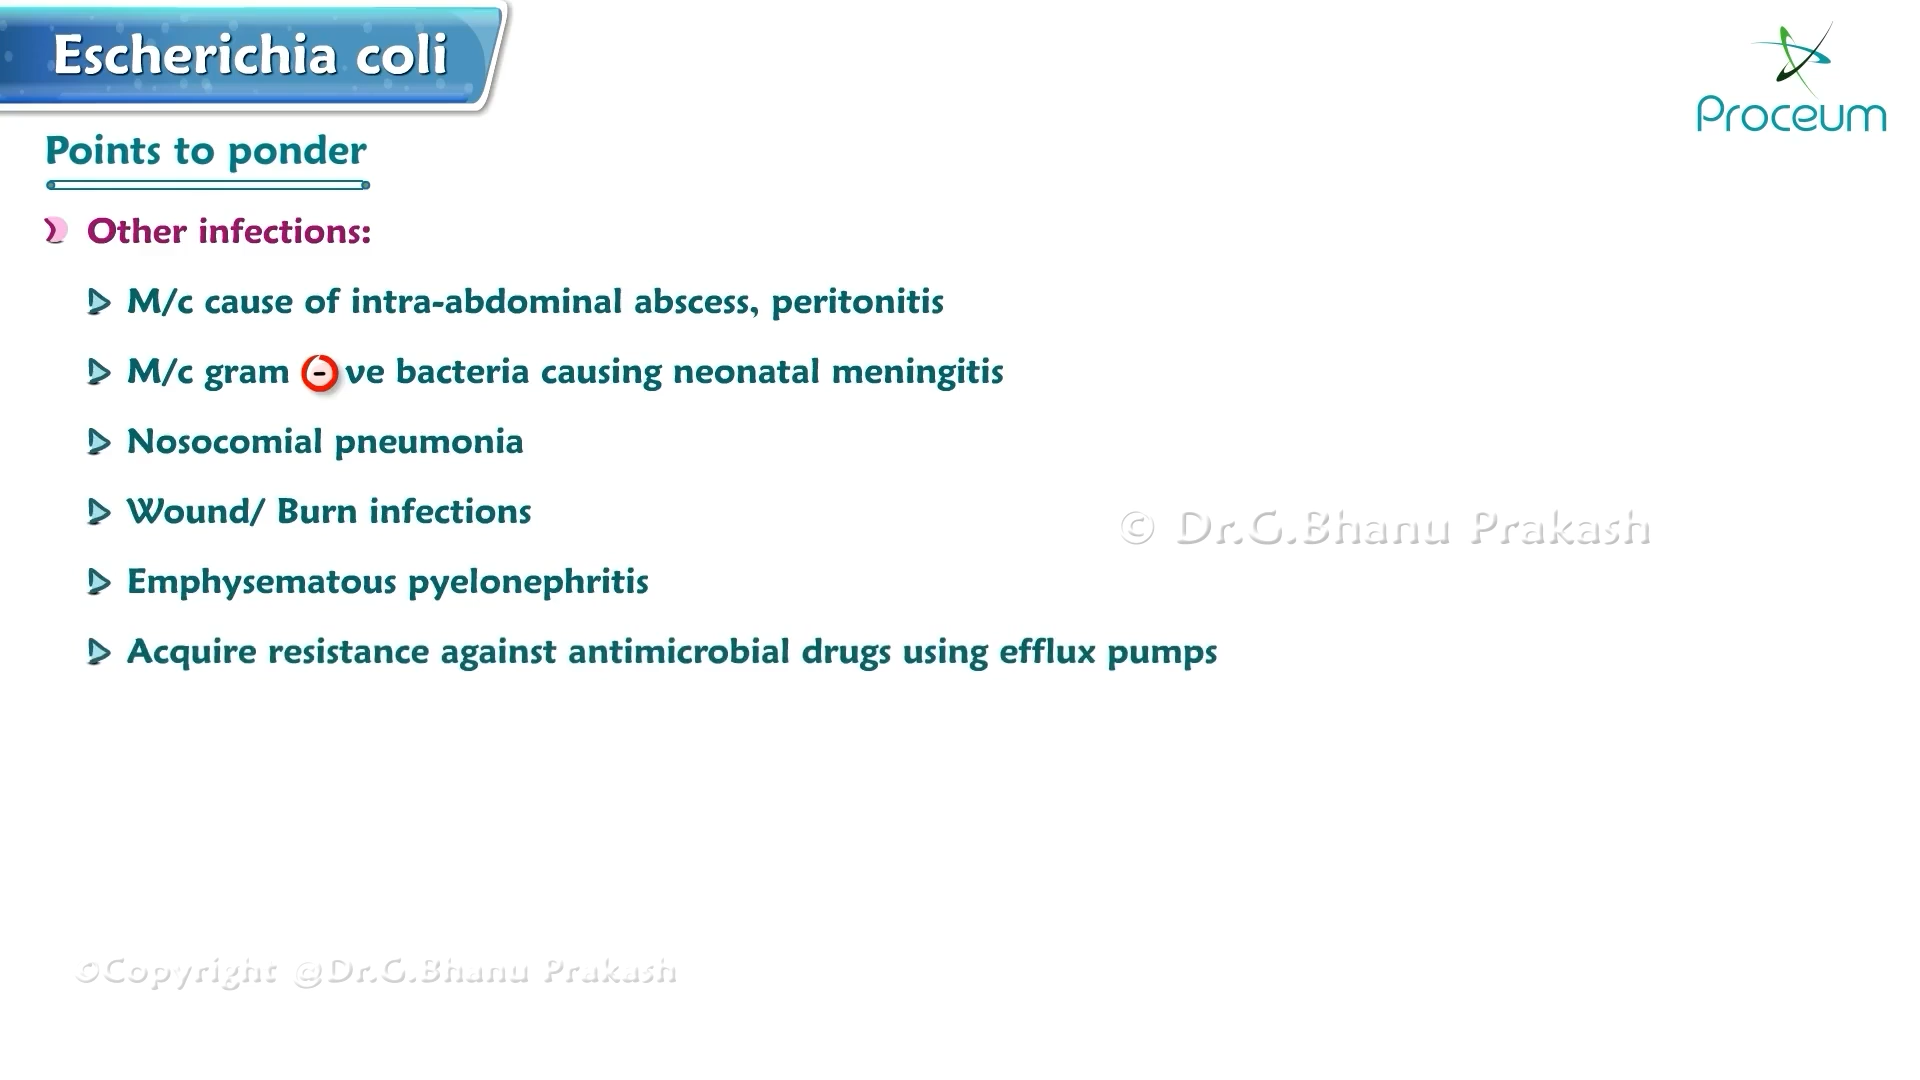 Escherichia coli
Proceum
Points to ponder
Other infections:
M/c cause of intra-abdominal abscess, peritonitis
M/c gram - ve bacteria causing neonatal meningitis
Nosocomial pneumonia
Wound/ Burn infections
© Dr.G.Bhanu Prakash
Emphysematous pyelonephritis
Acquire resistance against antimicrobial drugs using efflux pumps
©Copyright @Dr.G.Bhanu Prakash